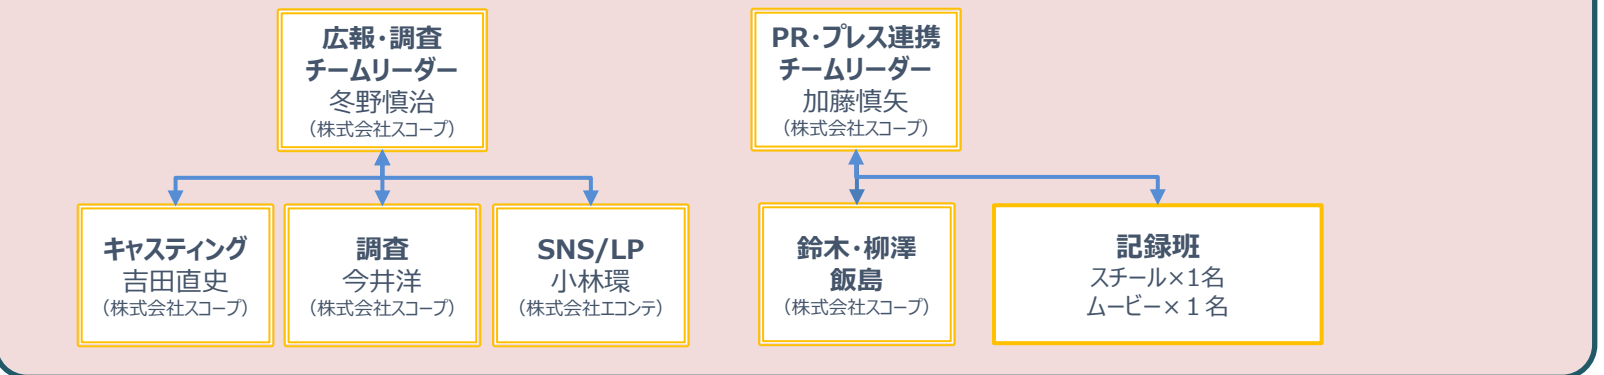 広報・調査
チームリーダー
冬野慎治
（株式会社スコープ）
PR・プレス連携
チームリーダー
加藤慎矢
（株式会社スコープ）
キャスティング
吉田直史
（株式会社スコープ）
調査
今井洋
（株式会社スコープ）
SNS/LP
小林環
（株式会社エコンテ）
鈴木・柳澤
飯島
（株式会社スコープ）
記録班
スチール×1名
ムービー×１名